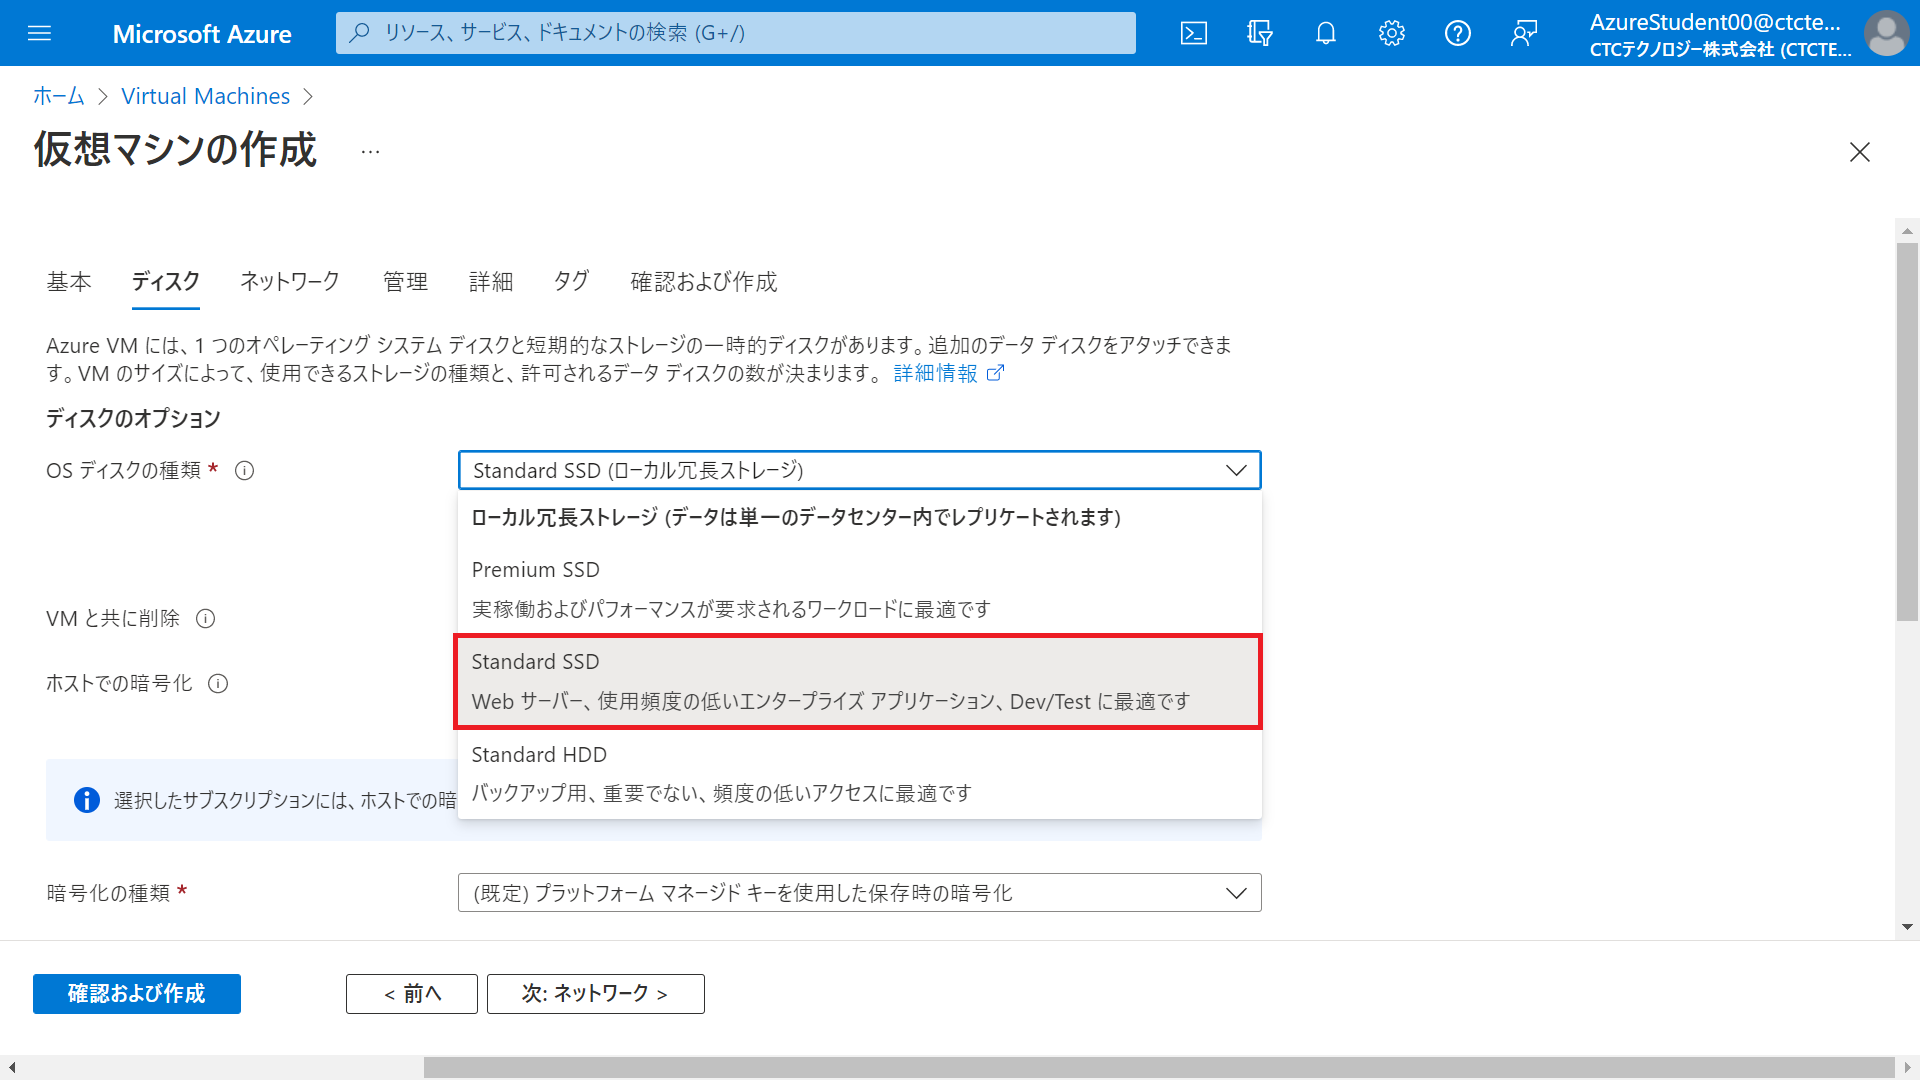 Microsoft Azure
リソース、サービス、ドキュメントの検索 (G+/)
AzureStudent00@ctcte...
CTCテクノロジー株式会社 (CTCTE...
ホーム > Virtual Machines >
仮想マシンの作成 ...
基本 ディスク ネットワーク 管理 詳細 タグ 確認および作成
Azure VM には、1 つのオペレーティング システム ディスクと短期的なストレージの一時的ディスクがあります。追加のデータ ディスクをアタッチできま
す。VM のサイズによって、使用できるストレージの種類と、許可されるデータ ディスクの数が決まります。 詳細情報
ディスクのオプション
OS ディスクの種類 *
Standard SSD (ローカル冗長ストレージ)
ローカル冗長ストレージ (データは単一のデータセンター内でレプリケートされます)
Premium SSD
実稼働およびパフォーマンスが要求されるワークロードに最適です
VM と共に削除
Standard SSD
Web サーバー、使用頻度の低いエンタープライズ アプリケーション、Dev/Test に最適です
ホストでの暗号化
Standard HDD
バックアップ用、重要でない、頻度の低いアクセスに最適です
選択したサブスクリプションには、ホストでの暗
暗号化の種類 *
(既定) プラットフォーム マネージド キーを使用した保存時の暗号化
確認および作成
< 前へ
次: ネットワーク >